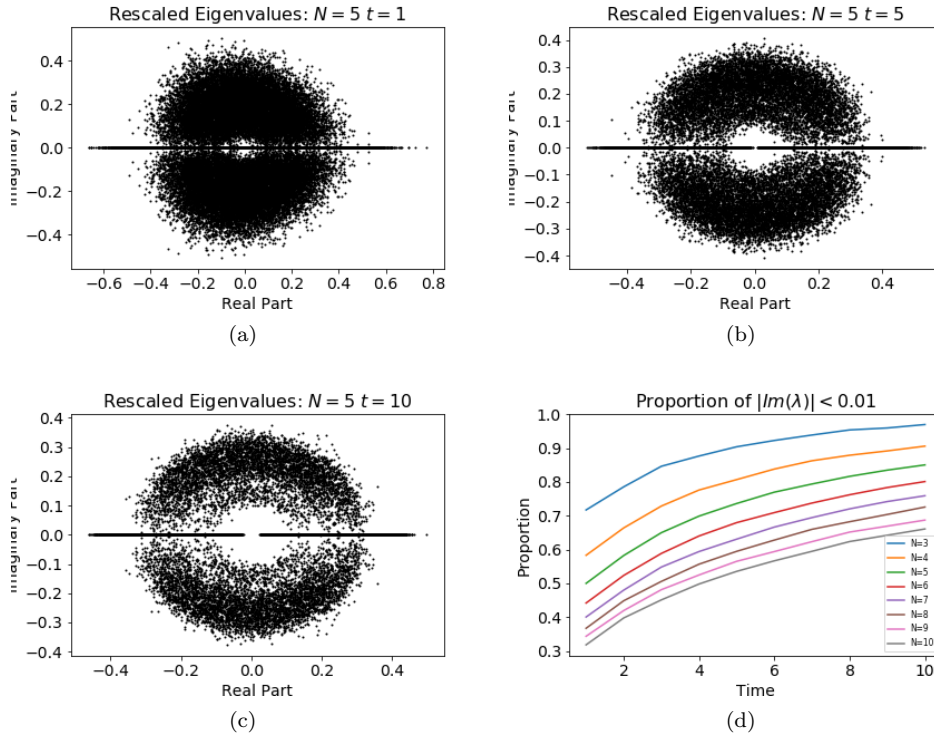 Rescaled Eigenvalues: N = 5 t = 1
0.4
0.2
0.0
−0.2
−0.4
Imaginary Part
−0.6 −0.4 −0.2 0.0 0.2 0.4 0.6 0.8
Real Part
(a)
Rescaled Eigenvalues: N = 5 t = 5
0.4
0.3
0.2
0.1
0.0
−0.1
−0.2
−0.3
−0.4
Imaginary Part
−0.4 −0.2 0.0 0.2 0.4
Real Part
(b)
Rescaled Eigenvalues: N = 5 t = 10
0.4
0.3
0.2
0.1
0.0
−0.1
−0.2
−0.3
−0.4
Imaginary Part
−0.4 −0.2 0.0 0.2 0.4
Real Part
(c)
Proportion of |Im(λ)| < 0.01
1.0
0.9
0.8
0.7
0.6
0.5
0.4
0.3
Proportion
N=3
N=4
N=5
N=6
N=7
N=8
N=9
N=10
2 4 6 8 10
Time
(d)